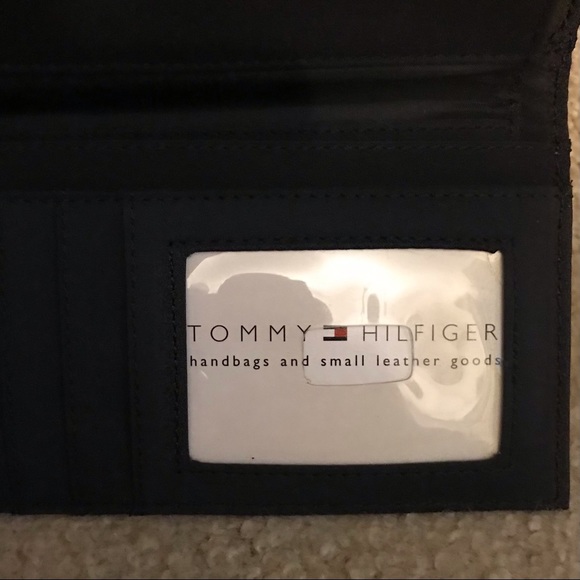 TOMMY HILFIGER
handbags and small leather goods